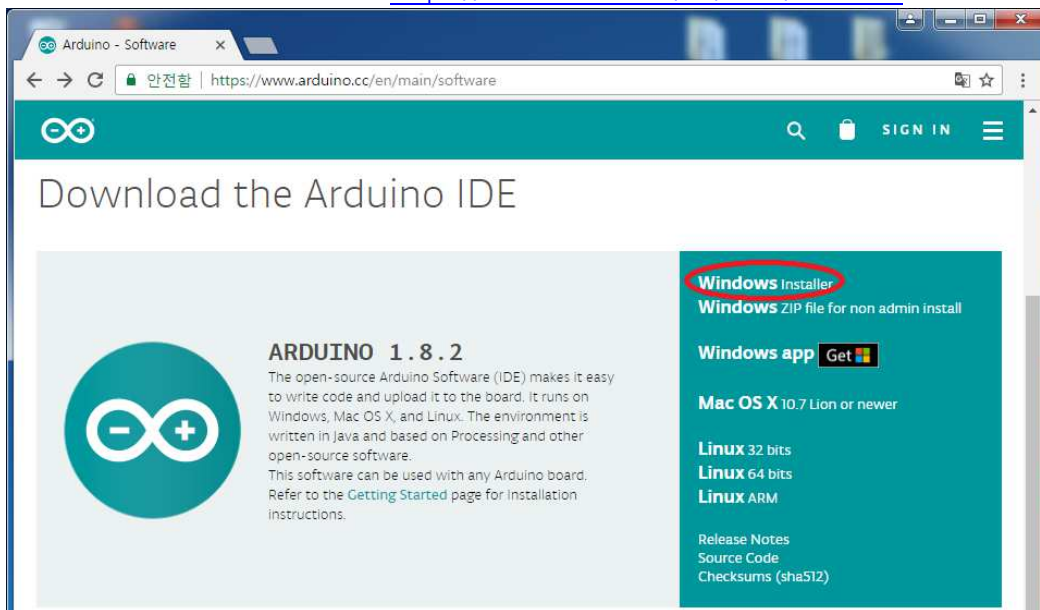 Arduino - Software
안전함 | https://www.arduino.cc/en/main/software
SIGN IN
Download the Arduino IDE
ARDUINO 1.8.2
The open-source Arduino Software (IDE) makes it easy
to write code and upload it to the board. It runs on
Windows, Mac OS X, and Linux. The environment is
written in Java and based on Processing and other
open-source software.
This software can be used with any Arduino board.
Refer to the Getting Started page for Installation
instructions.
Windows Installer
Windows ZIP file for non admin install
Windows app Get
Mac OS X 10.7 Lion or newer
Linux 32 bits
Linux 64 bits
Linux ARM
Release Notes
Source Code
Checksums (sha512)